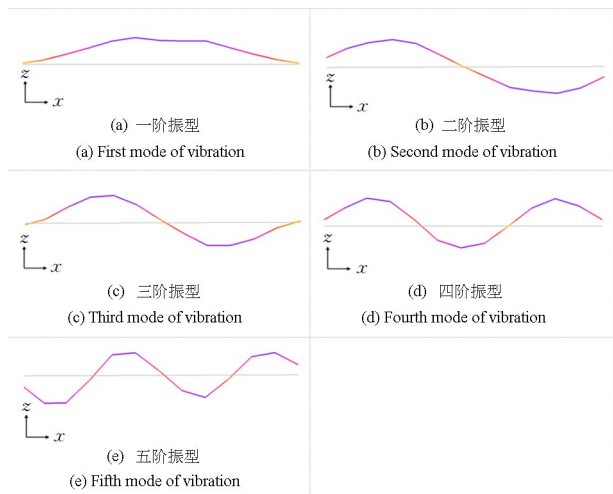 z
x
(a) 一阶振型
(a) First mode of vibration
z
x
(b) 二阶振型
(b) Second mode of vibration
z
x
(c) 三阶振型
(c) Third mode of vibration
z
x
(d) 四阶振型
(d) Fourth mode of vibration
z
x
(e) 五阶振型
(e) Fifth mode of vibration